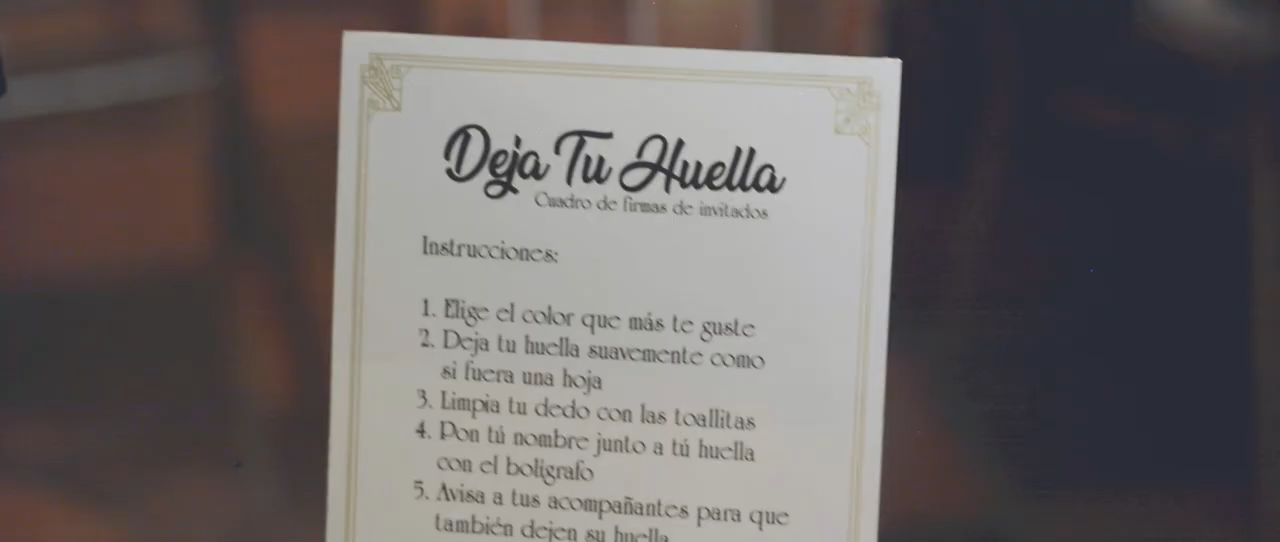 Deja Tu Huella
Cuadro de firmas de invitados
Instrucciones:
1. Elige el color que más te guste
2. Deja tu huella suavemente como
si fuera una hoja
3. Limpia tu dedo con las toallitas
4. Pon tú nombre junto a tú huella
con el boligrafo
5. Avisa a tus acompañantes para que
también dejen su huella